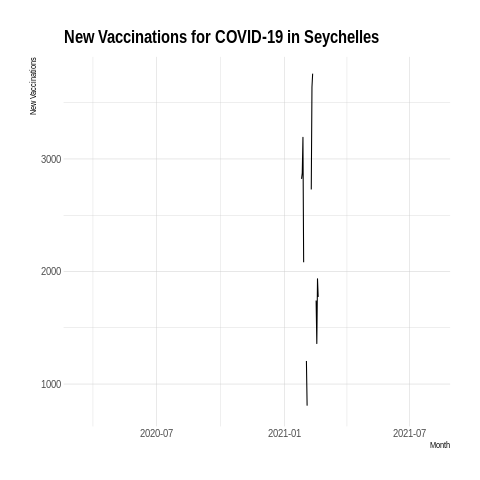 New Vaccinations for COVID-19 in Seychelles
New Vaccinations
3000
2000
1000
2020-07
2021-01
2021-07
Month